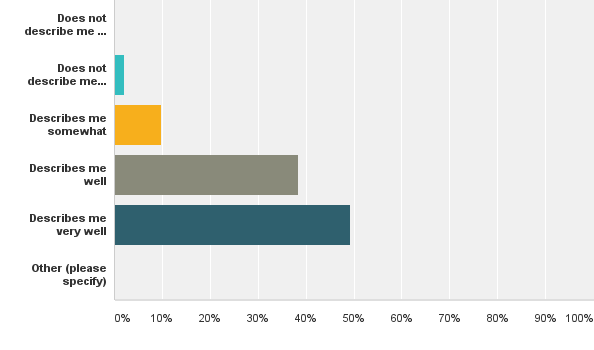 Does not
describe me ...
Does not
describe me...
Describes me
somewhat
Describes me
well
Describes me
very well
Other (please
specify)
0% 10% 20% 30% 40% 50% 60% 70% 80% 90% 100%